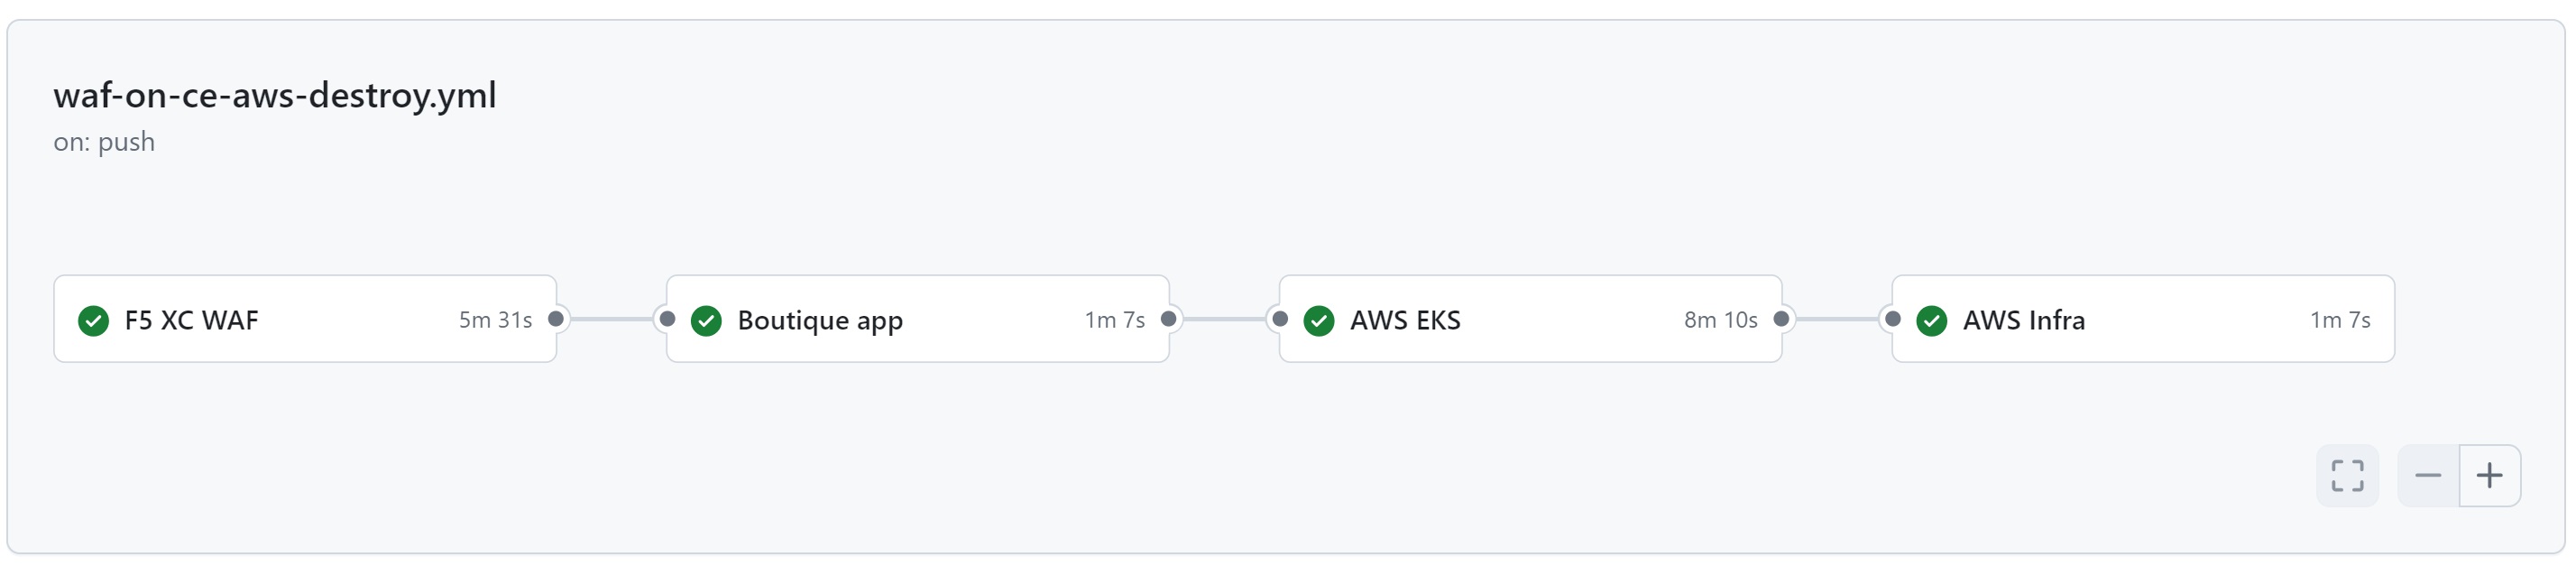 waf-on-ce-aws-destroy.yml
on: push
F5 XC WAF 5m 31s
Boutique app 1m 7s
AWS EKS 8m 10s
AWS Infra 1m 7s